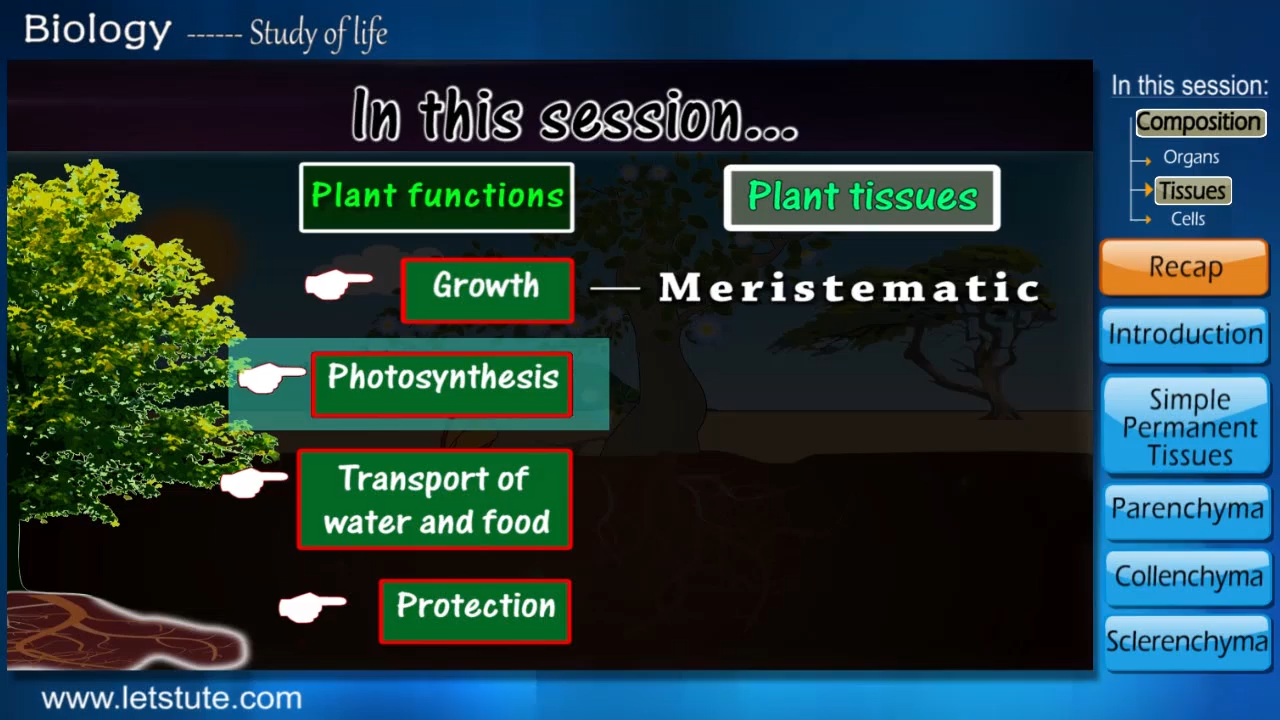 Biology ------ Study of life
In this session...
Plant functions
Plant tissues
Growth — Meristematic
Photosynthesis
Transport of
water and food
Protection
In this session:
Composition
Organs
Tissues
Cells
Recap
Introduction
Simple
Permanent
Tissues
Parenchyma
Collenchyma
Sclerenchyma
www.letstute.com